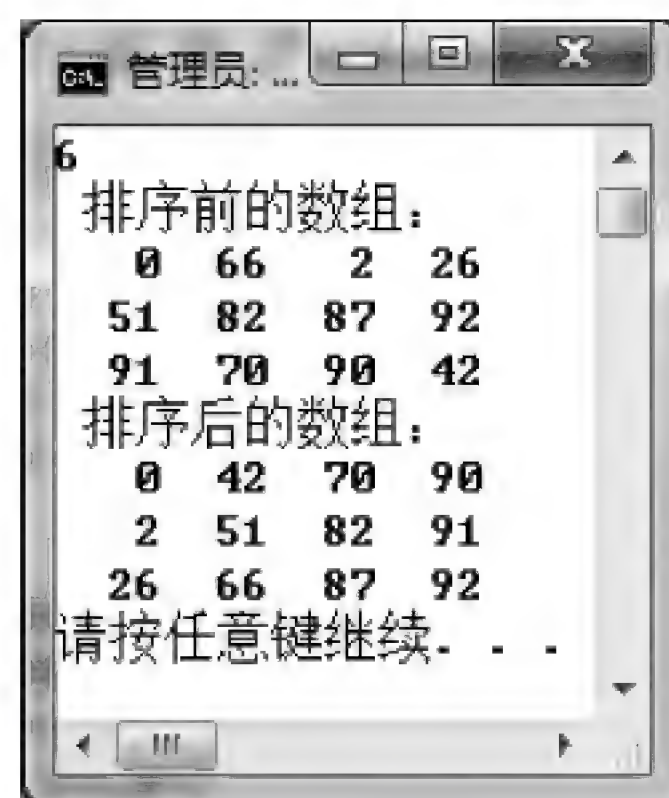 管理员: ...
6
排序前的数组：
0 66 2 26
51 82 87 92
91 70 90 42
排序后的数组：
0 42 70 90
2 51 82 91
26 66 87 92
请按任意键继续. . .